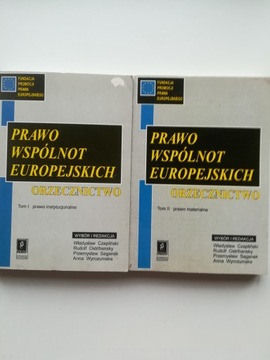 FUNDACJA
PROMOCJI
PRAWA
EUROPEJSKIEGO
PRAWO
WSPÓLNOT
EUROPEJSKICH
ORZECZNICTWO
Tom I prawo instytucjonalne
WYBÓR I REDAKCJA
Władysław Czapliński
Rudolf Ostrihansky
Przemysław Saganek
Anna Wyrozumska
FUNDACJA
PROMOCJI
PRAWA
EUROPEJSKIEGO
PRAWO
WSPÓLNOT
EUROPEJSKICH
ORZECZNICTWO
Tom II prawo materialne
WYBÓR I REDAKCJA
Władysław Czapliński
Rudolf Ostrihansky
Przemysław Saganek
Anna Wyrozumska